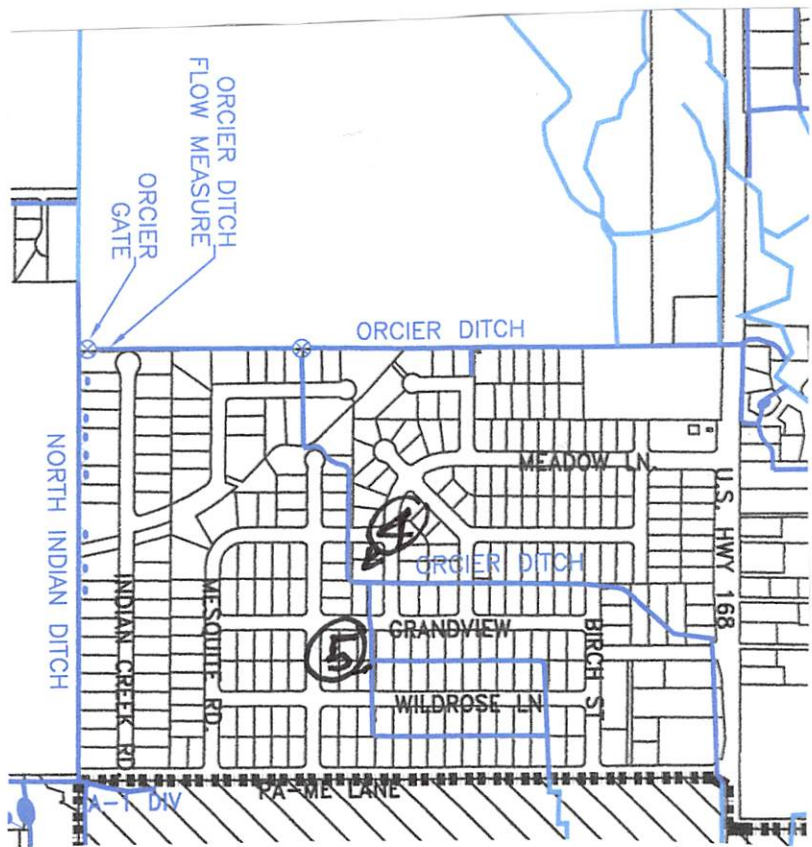 ORCIER DITCH
FLOW MEASURE
ORCIER
GATE
ORCIER DITCH
MEADOW LN.
U.S. HWY 168
4
ORCIER DITCH
NORTH INDIAN DITCH
INDIAN CREEK RD
MESQUITE RD.
5
GRANDVIEW
BIRCH ST
WILDROSE LN
A-1 DIV
PA-ME LANE